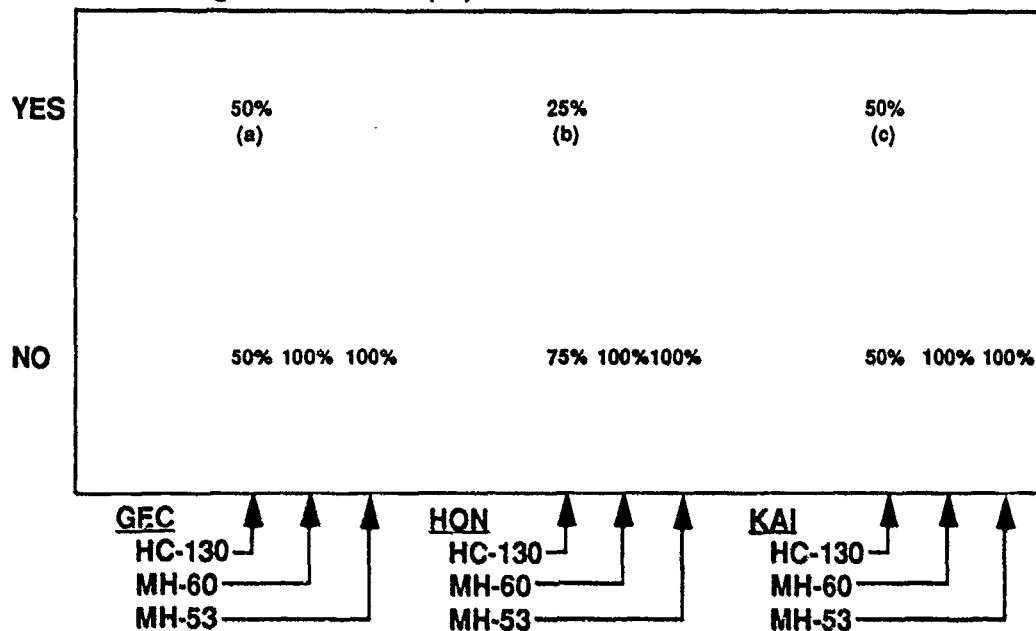 YES 50% 25% 50%
(a) (b) (c)
NO 50% 100% 100% 75% 100% 100% 50% 100% 100%
GEC HON KAI
HC-130 HC-130 HC-130
MH-60 MH-60 MH-60
MH-53 MH-53 MH-53